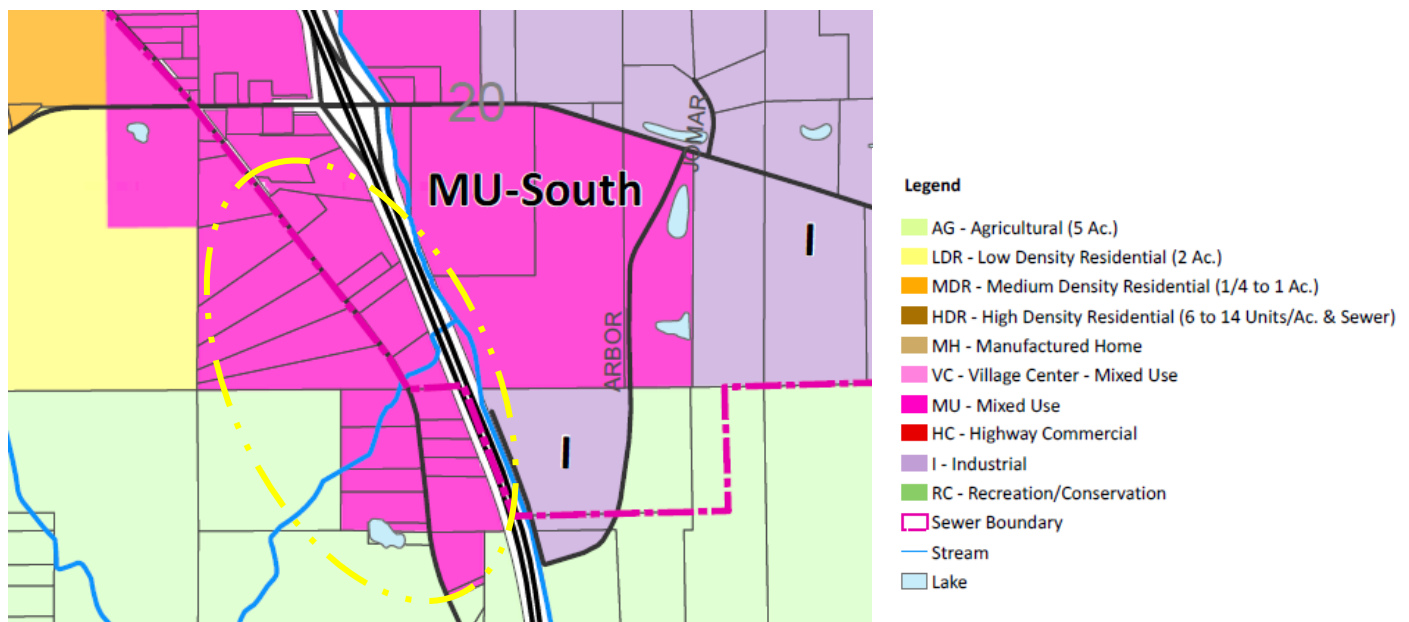 20
JOMAR
MU-South
I
ARBOR
I
Legend
AG - Agricultural (5 Ac.)
LDR - Low Density Residential (2 Ac.)
MDR - Medium Density Residential (1/4 to 1 Ac.)
HDR - High Density Residential (6 to 14 Units/Ac. & Sewer)
MH - Manufactured Home
VC - Village Center - Mixed Use
MU - Mixed Use
HC - Highway Commercial
I - Industrial
RC - Recreation/Conservation
Sewer Boundary
Stream
Lake